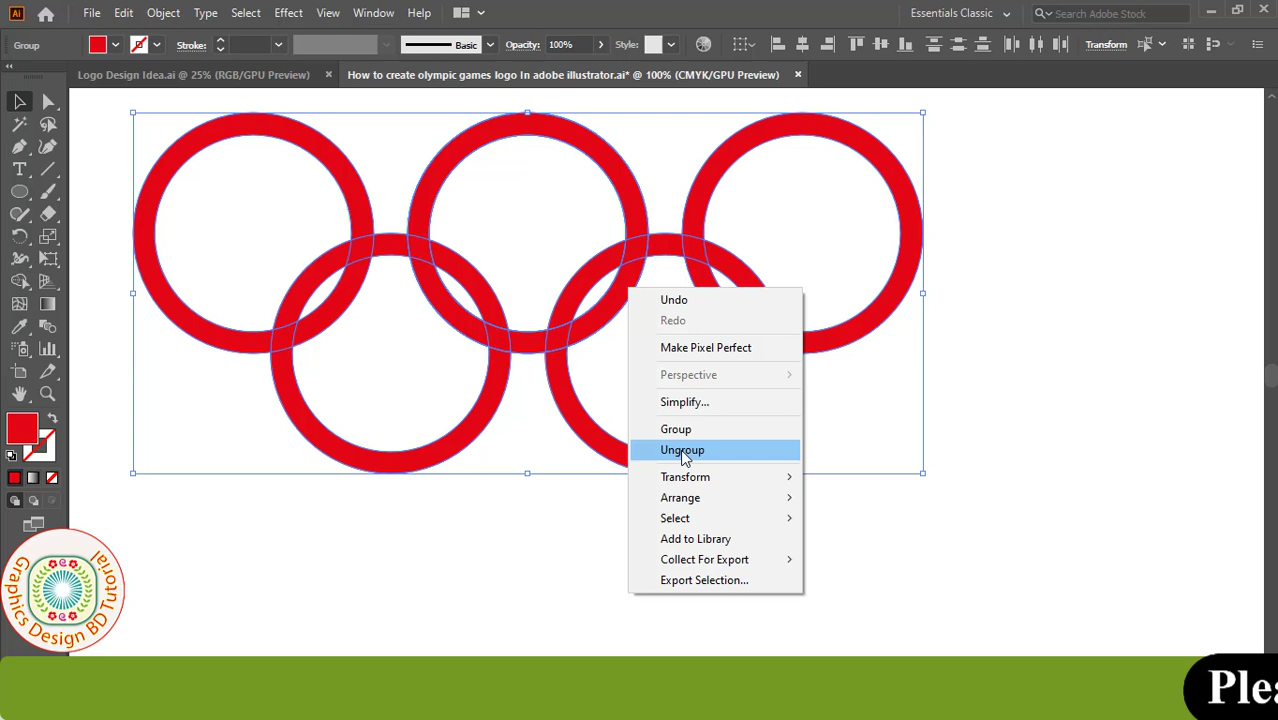 Ai File Edit Object Type Select Effect View Window Help Essentials Classic Search Adobe Stock
Group Stroke: Basic Opacity: 100% Style: Transform
Logo Design Idea.ai @ 25% (RGB/GPU Preview) × How to create olympic games logo In adobe illustrator.ai* @ 100% (CMYK/GPU Preview) ×
Undo
Redo
Make Pixel Perfect
Perspective
Simplify...
Group
Ungroup
Transform
Arrange
Select
Add to Library
Collect For Export
Export Selection...
Graphics Design BD Tutorial
Plea